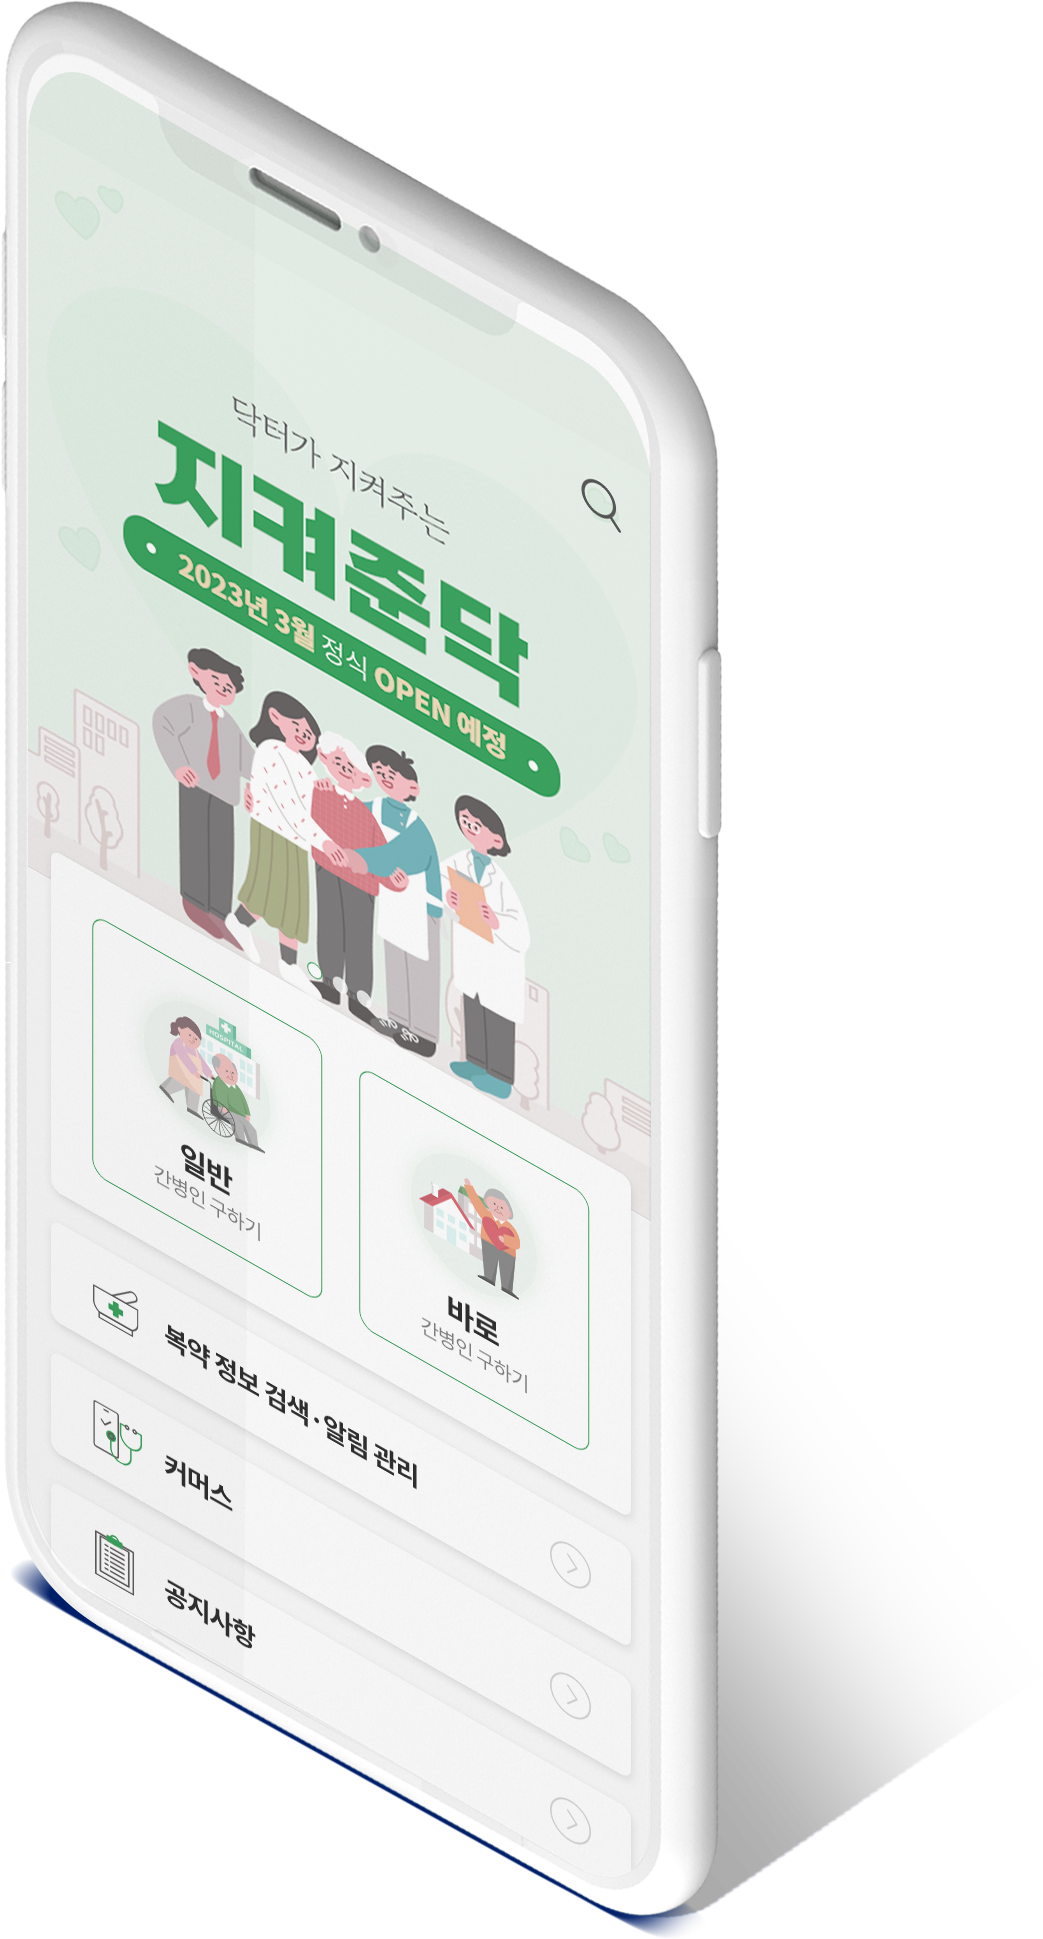 닥터가 지켜주는
지켜준닥
2023년 3월 정식 OPEN 예정
HOSPITAL
일반
간병인 구하기
바로
간병인 구하기
복약 정보 검색·알림 관리
커머스
공지사항